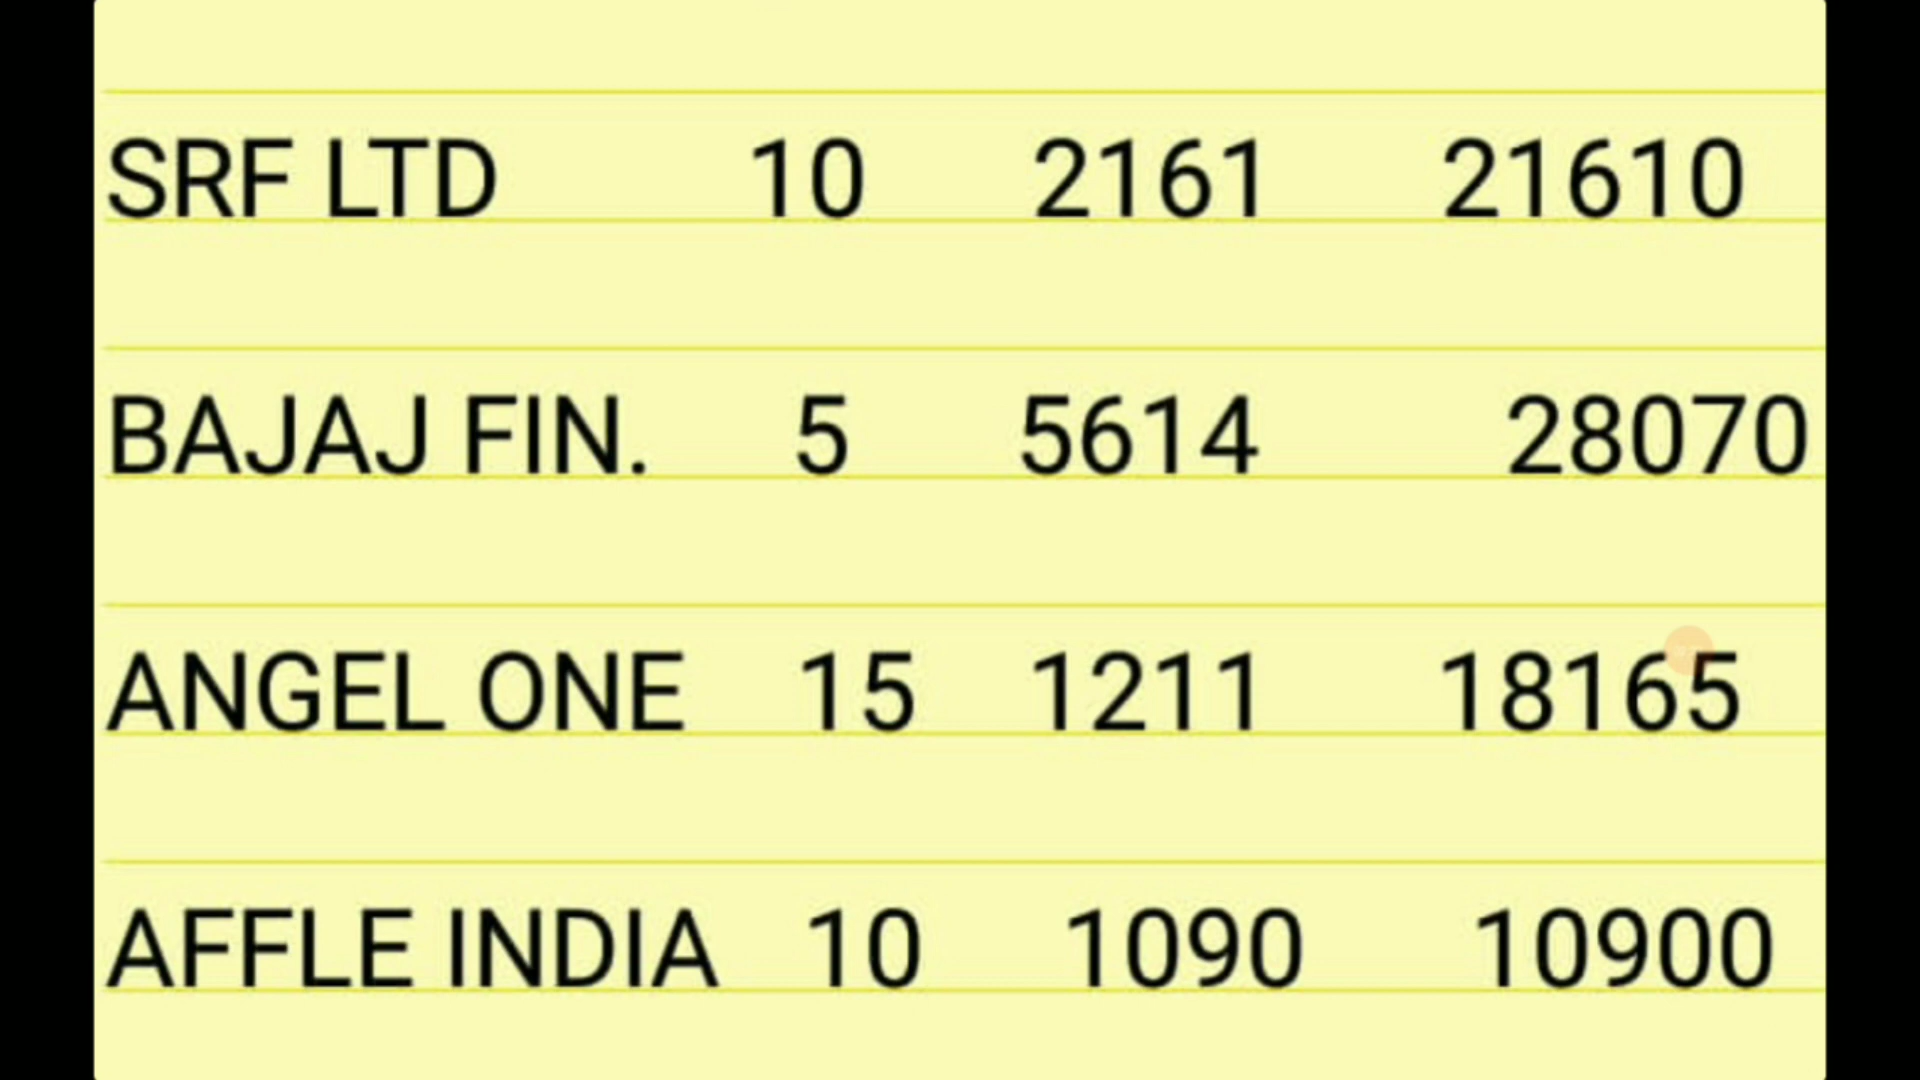 SRF LTD 10 2161 21610
BAJAJ FIN. 5 5614 28070
ANGEL ONE 15 1211 18165
AFFLE INDIA 10 1090 10900